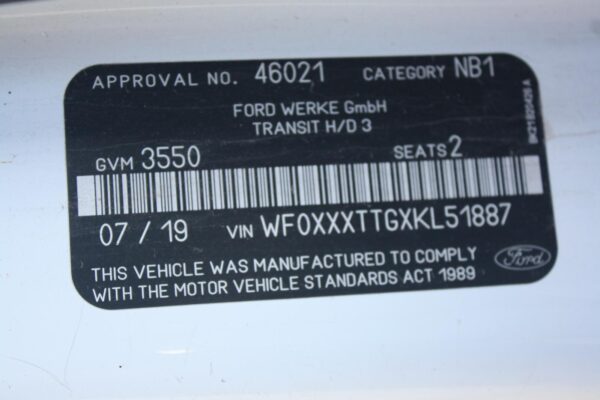 APPROVAL NO. 46021 CATEGORY NB1
FORD WERKE GmbH
TRANSIT H/D 3
GVM 3550 SEATS 2
07 / 19 VIN WF0XXXTTGXKL51887
THIS VEHICLE WAS MANUFACTURED TO COMPLY
WITH THE MOTOR VEHICLE STANDARDS ACT 1989
Ford